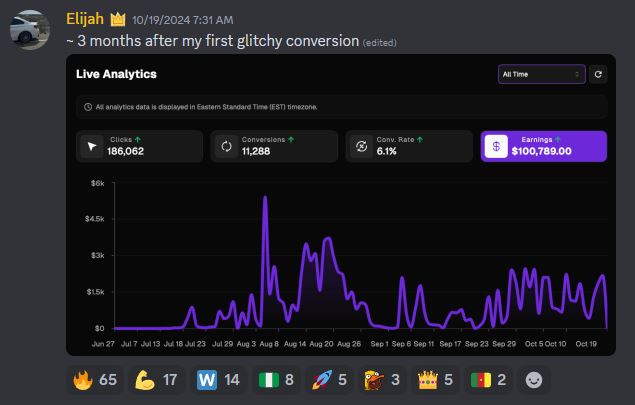 Elijah 10/19/2024 7:31 AM
~ 3 months after my first glitchy conversion (edited)
Live Analytics
All Time
All analytics data is displayed in Eastern Standard Time (EST) timezone.
Clicks
186,062
Conversions
11,288
Conv. Rate
6.1%
$
Earnings
$100,789.00
$6k
$4.5k
$3k
$1.5k
$0
Jun 27 Jul 7 Jul 13 Jul 18 Jul 23 Jul 29 Aug 3 Aug 8 Aug 14 Aug 20 Aug 26 Sep 1 Sep 6 Sep 11 Sep 17 Sep 23 Sep 29 Oct 5 Oct 10 Oct 19
65 17 W 14 8 5 3 5 2